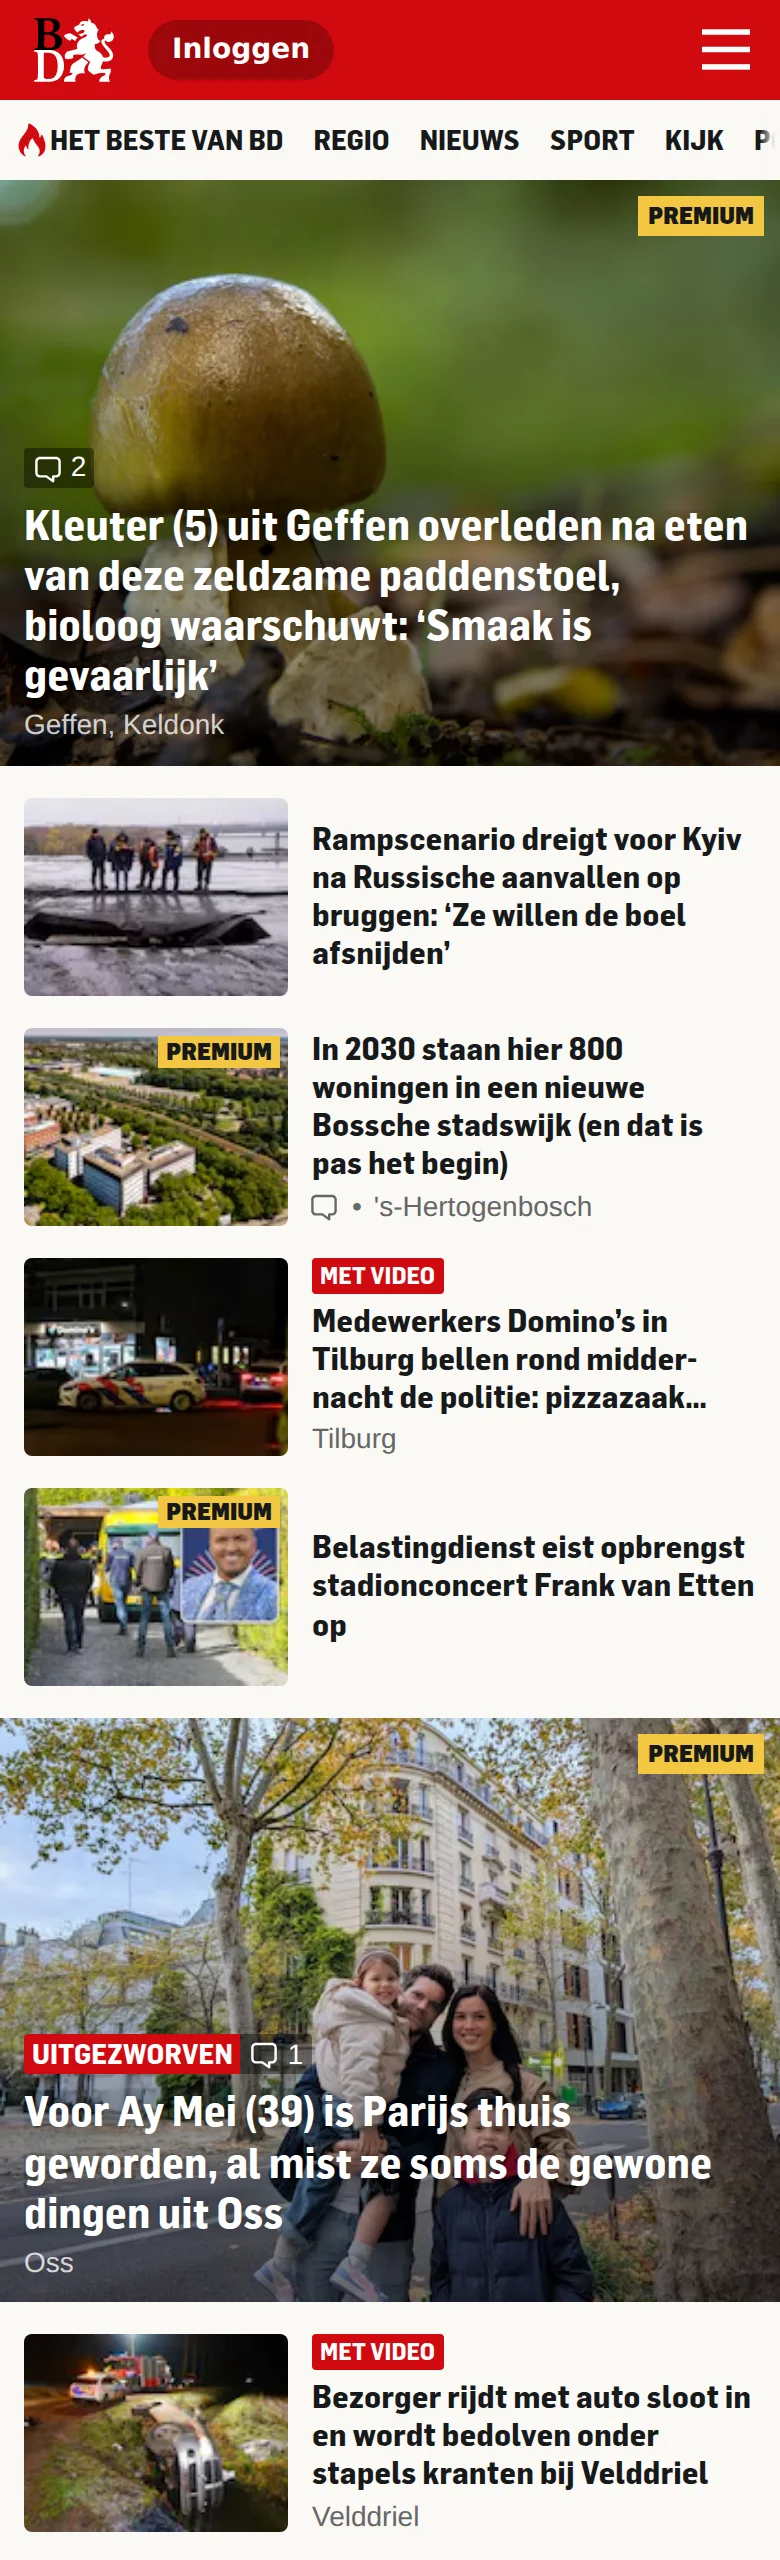 B
D
Inloggen
HET BESTE VAN BD REGIO NIEUWS SPORT KIJK
PREMIUM
2
Kleuter (5) uit Geffen overleden na eten
van deze zeldzame paddenstoel,
bioloog waarschuwt: ‘Smaak is
gevaarlijk’
Geffen, Keldonk
Rampscenario dreigt voor Kyiv
na Russische aanvallen op
bruggen: ‘Ze willen de boel
afsnijden’
PREMIUM
In 2030 staan hier 800
woningen in een nieuwe
Bossche stadswijk (en dat is
pas het begin)
• 's-Hertogenbosch
MET VIDEO
Medewerkers Domino’s in
Tilburg bellen rond midder-
nacht de politie: pizzazaak...
Tilburg
PREMIUM
Belastingdienst eist opbrengst
stadionconcert Frank van Etten
op
PREMIUM
UITGEZWORVEN 1
Voor Ay Mei (39) is Parijs thuis
geworden, al mist ze soms de gewone
dingen uit Oss
Oss
MET VIDEO
Bezorger rijdt met auto sloot in
en wordt bedolven onder
stapels kranten bij Velddriel
Velddriel